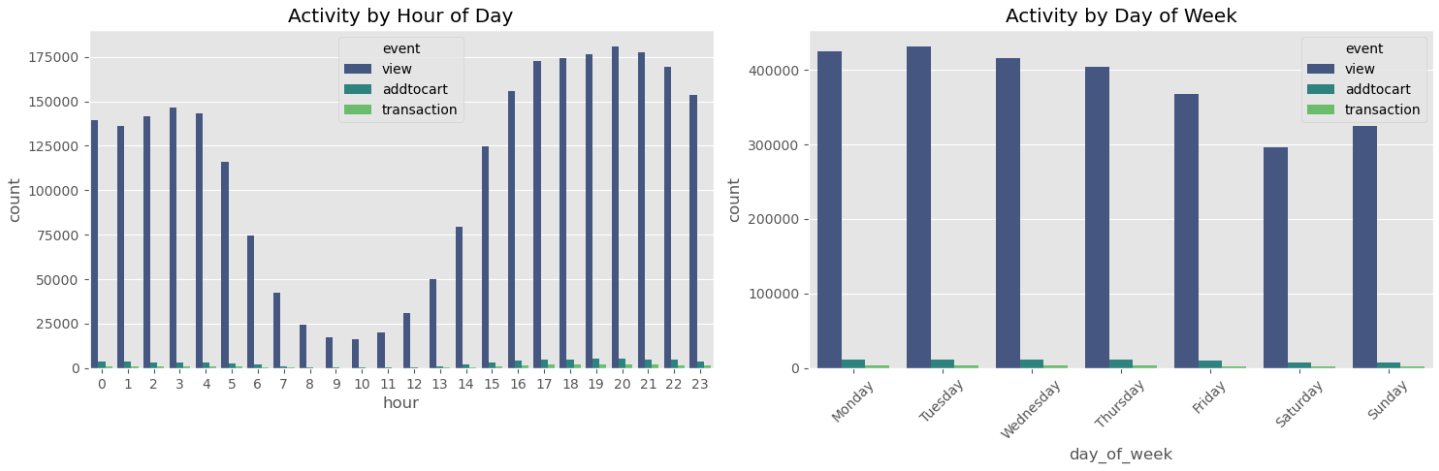 Activity by Hour of Day
event
view
addtocart
transaction
175000
150000
125000
100000
75000
50000
25000
0
count
0 1 2 3 4 5 6 7 8 9 10 11 12 13 14 15 16 17 18 19 20 21 22 23
hour
Activity by Day of Week
event
view
addtocart
transaction
400000
300000
200000
100000
0
count
Monday Tuesday Wednesday Thursday Friday Saturday Sunday
day_of_week